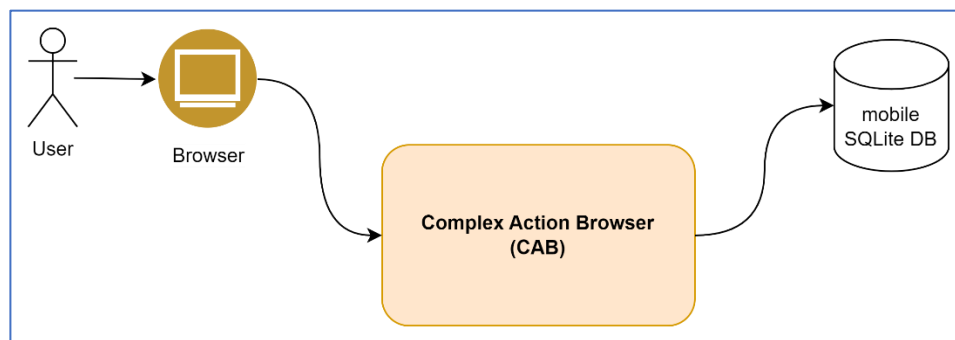 User
Browser
Complex Action Browser
(CAB)
mobile
SQLite DB